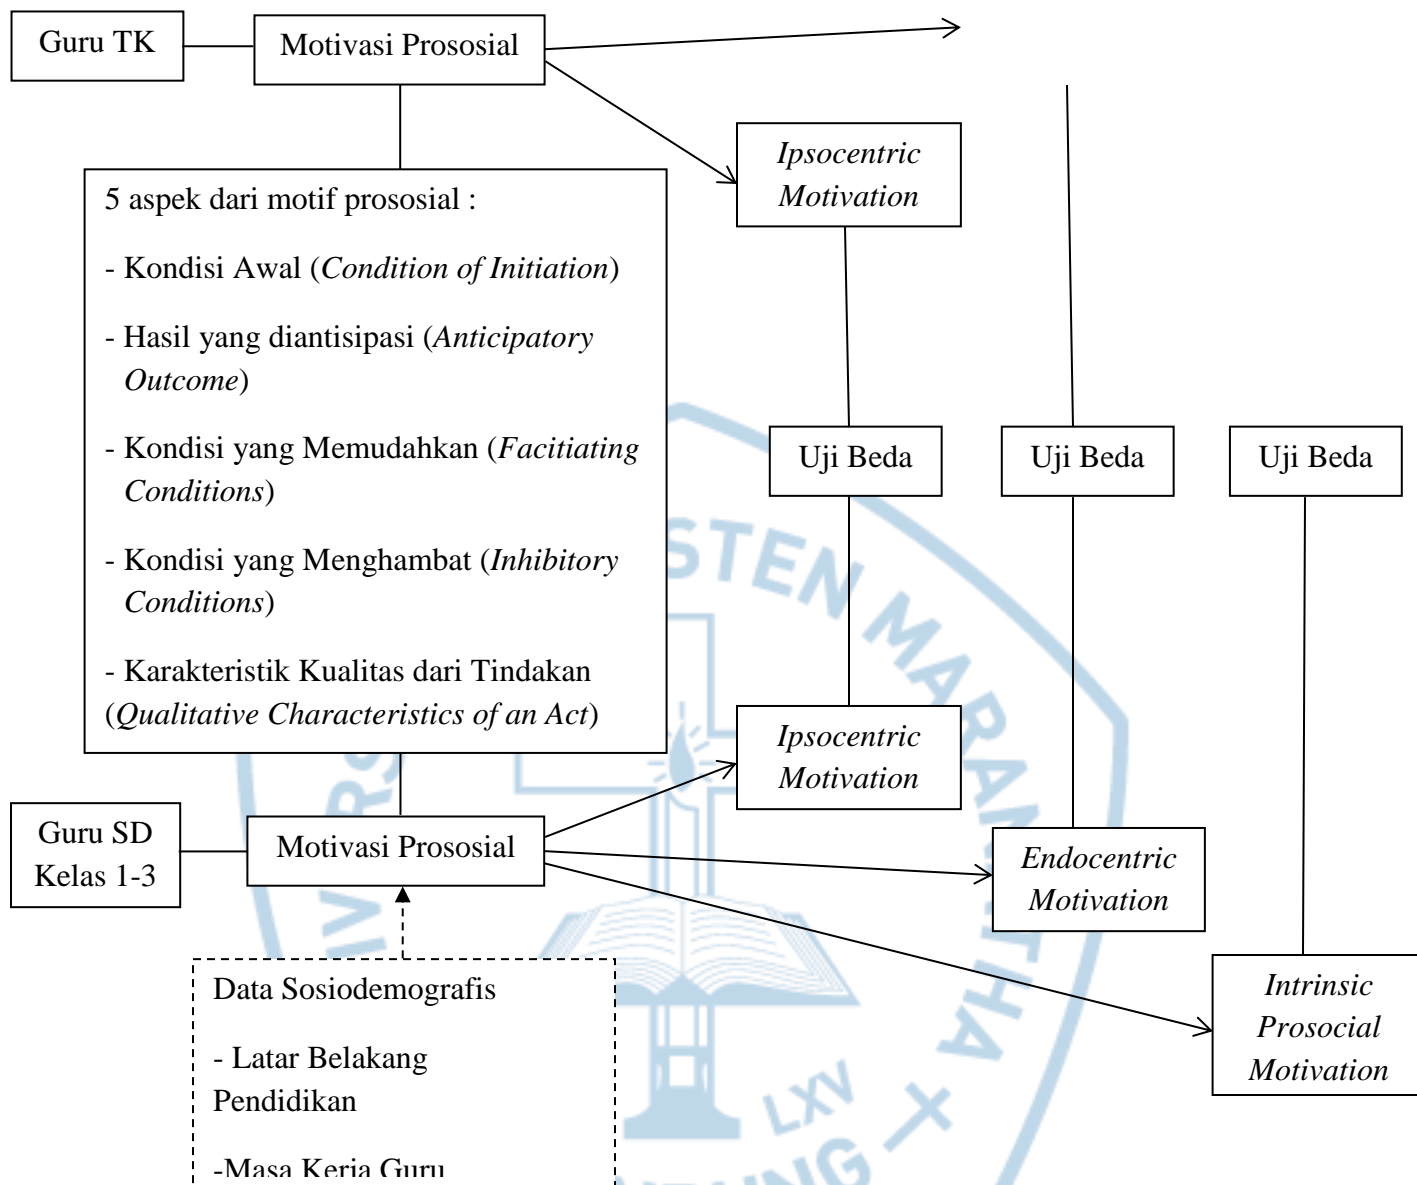 Guru TK
Motivasi Prososial
Ipsocentric
Motivation
5 aspek dari motif prososial :
- Kondisi Awal (Condition of Initiation)
- Hasil yang diantisipasi (Anticipatory
Outcome)
- Kondisi yang Memudahkan (Facitiating
Conditions)
- Kondisi yang Menghambat (Inhibitory
Conditions)
- Karakteristik Kualitas dari Tindakan
(Qualitative Characteristics of an Act)
Uji Beda
Uji Beda
Uji Beda
Ipsocentric
Motivation
Guru SD
Kelas 1-3
Motivasi Prososial
Endocentric
Motivation
Intrinsic
Prosocial
Motivation
Data Sosiodemografis
- Latar Belakang
Pendidikan
-Masa Kerja Guru
STEN MARANATHA
LXV